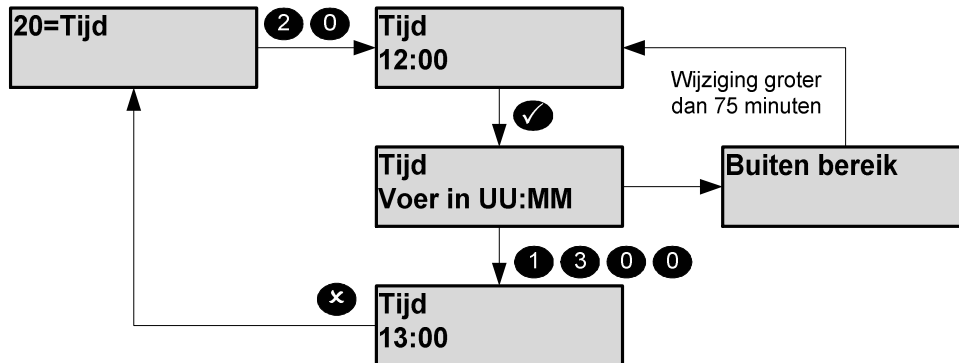 20=Tijd
2 0
Tijd
12:00
Wijziging groter
dan 75 minuten
Tijd
Voer in UU:MM
Buiten bereik
1 3 0 0
Tijd
13:00